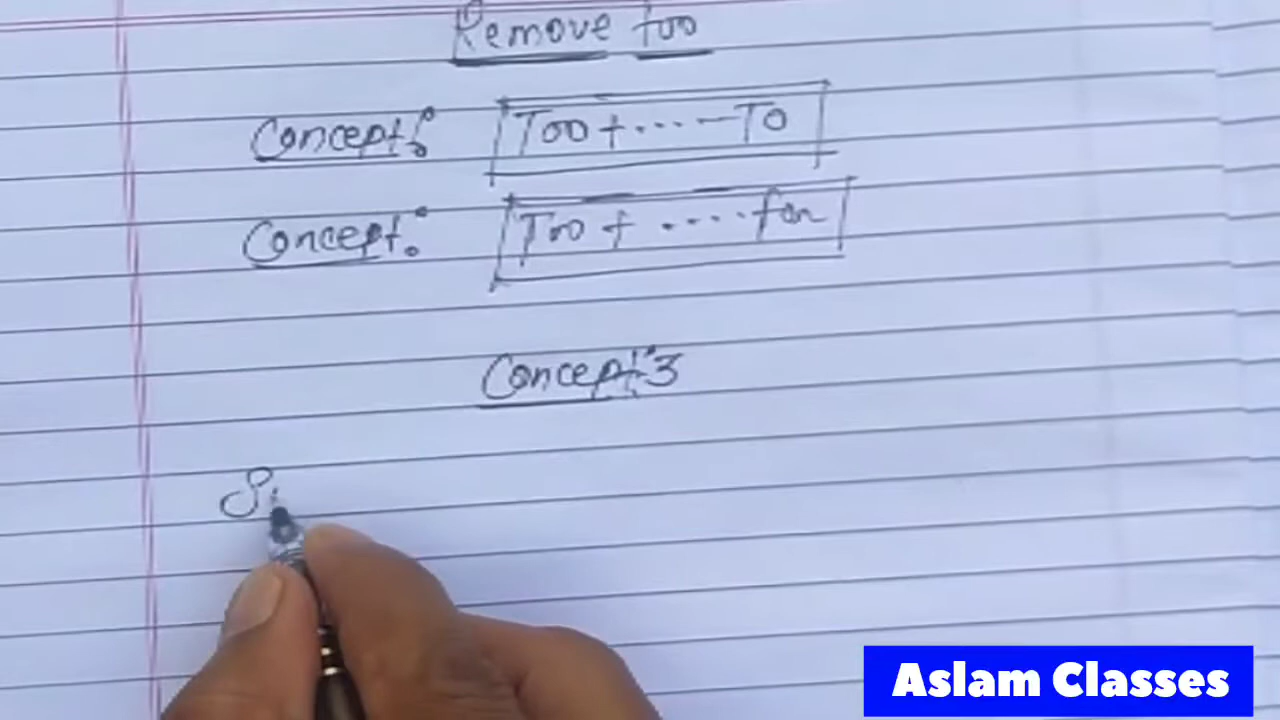 Remove too
Concept: Too + ..... To
Concept: Too + ..... for
Concept:3
S
Aslam Classes